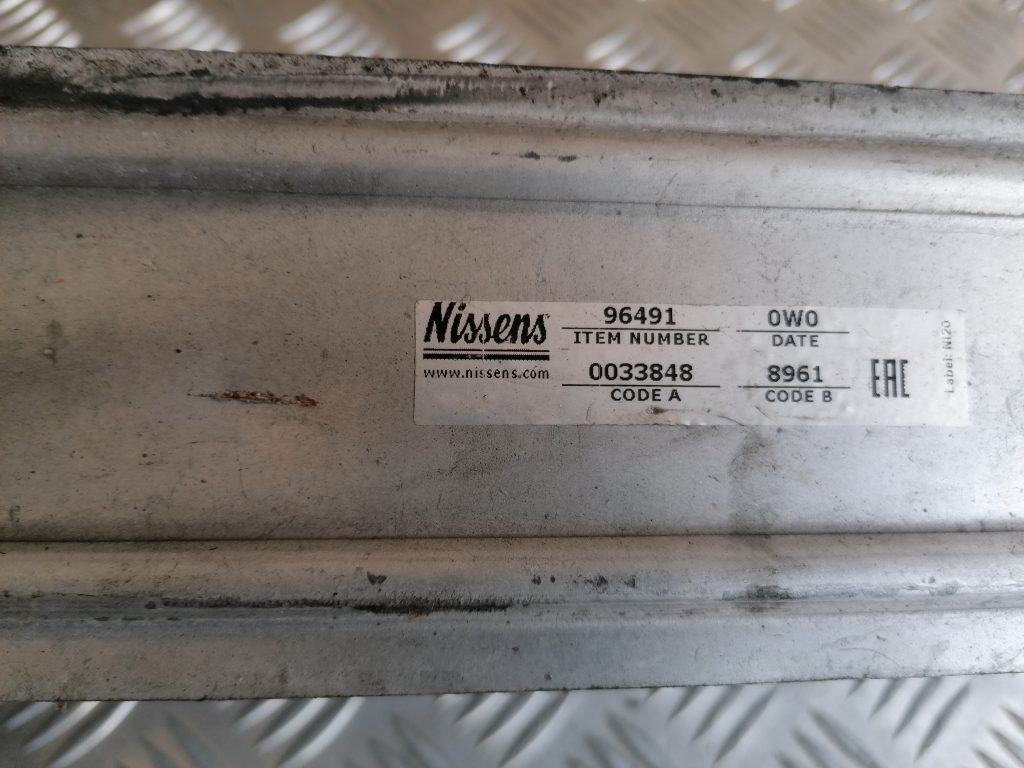 Nissens
www.nissens.com
96491
ITEM NUMBER
0033848
CODE A
0W0
DATE
8961
CODE B
EAC
Label: NI20